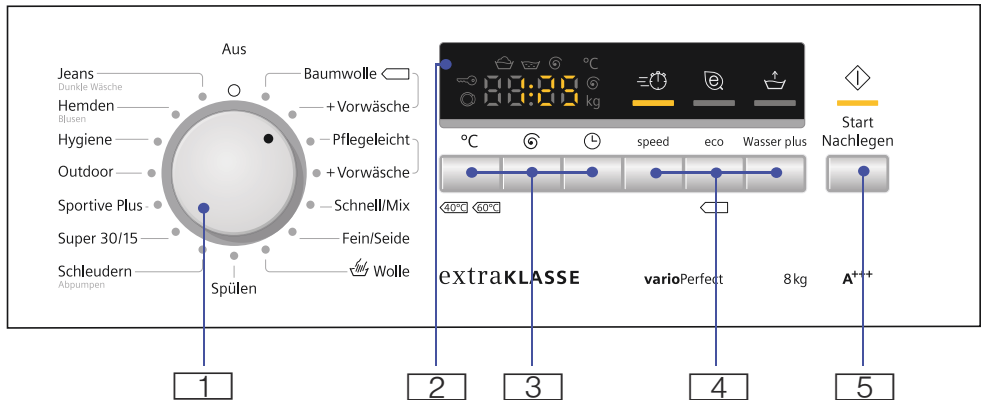 Aus
Jeans
Dunkle Wäsche
Hemden
Blusen
Hygiene
Outdoor
Sportive Plus
Super 30/15
Schleudern
Abpumpen
Spülen
Baumwolle
+Vorwäsche
Pflegeleicht
+Vorwäsche
Schnell/Mix
Fein/Seide
Wolle
°C
1:25
kg
°C
speed
eco
Wasser plus
40°C 60°C
Start
Nachlegen
extraKLASSE
varioPerfect
8kg
A+++
1
2
3
4
5